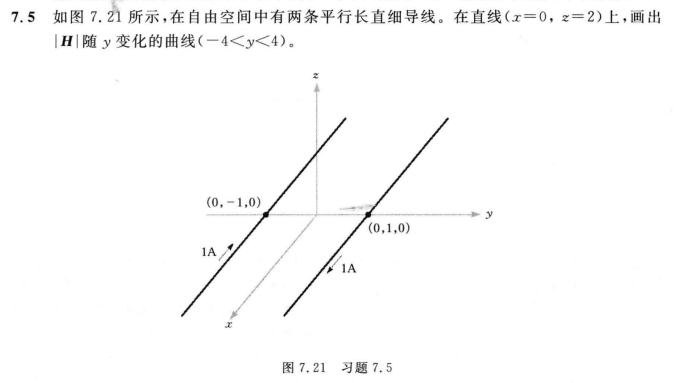 7.5 如图 7.21 所示,在自由空间中有两条平行长直细导线。在直线(x=0, z=2)上,画出
|H|随 y 变化的曲线(-4<y<4)。
z
(0,-1,0)
y
(0,1,0)
1A
1A
x
图 7.21 习题 7.5